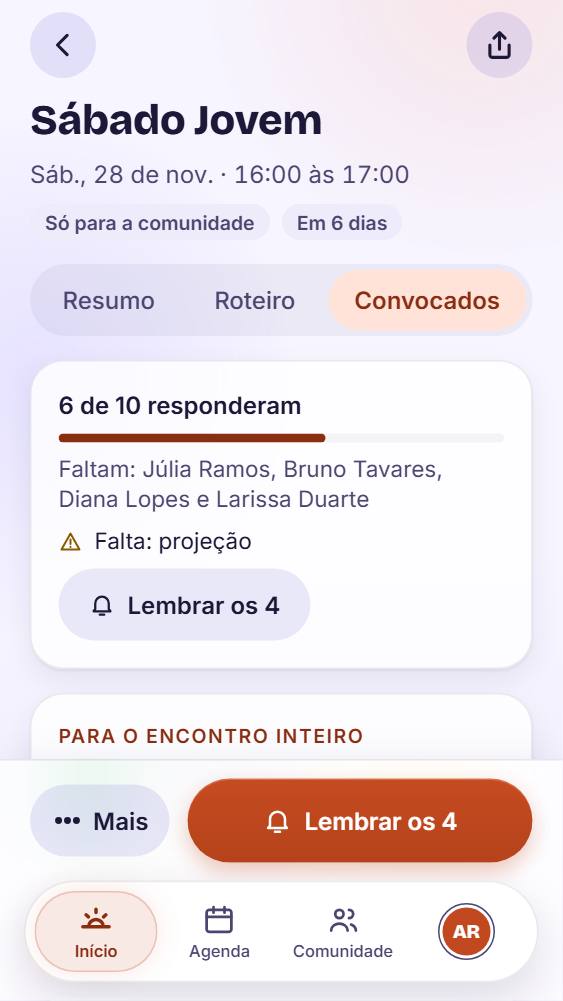 Sábado Jovem
Sáb., 28 de nov. · 16:00 às 17:00
Só para a comunidade
Em 6 dias
Resumo
Roteiro
Convocados
6 de 10 responderam
Faltam: Júlia Ramos, Bruno Tavares,
Diana Lopes e Larissa Duarte
Falta: projeção
Lembrar os 4
PARA O ENCONTRO INTEIRO
Mais
Lembrar os 4
Início
Agenda
Comunidade
AR